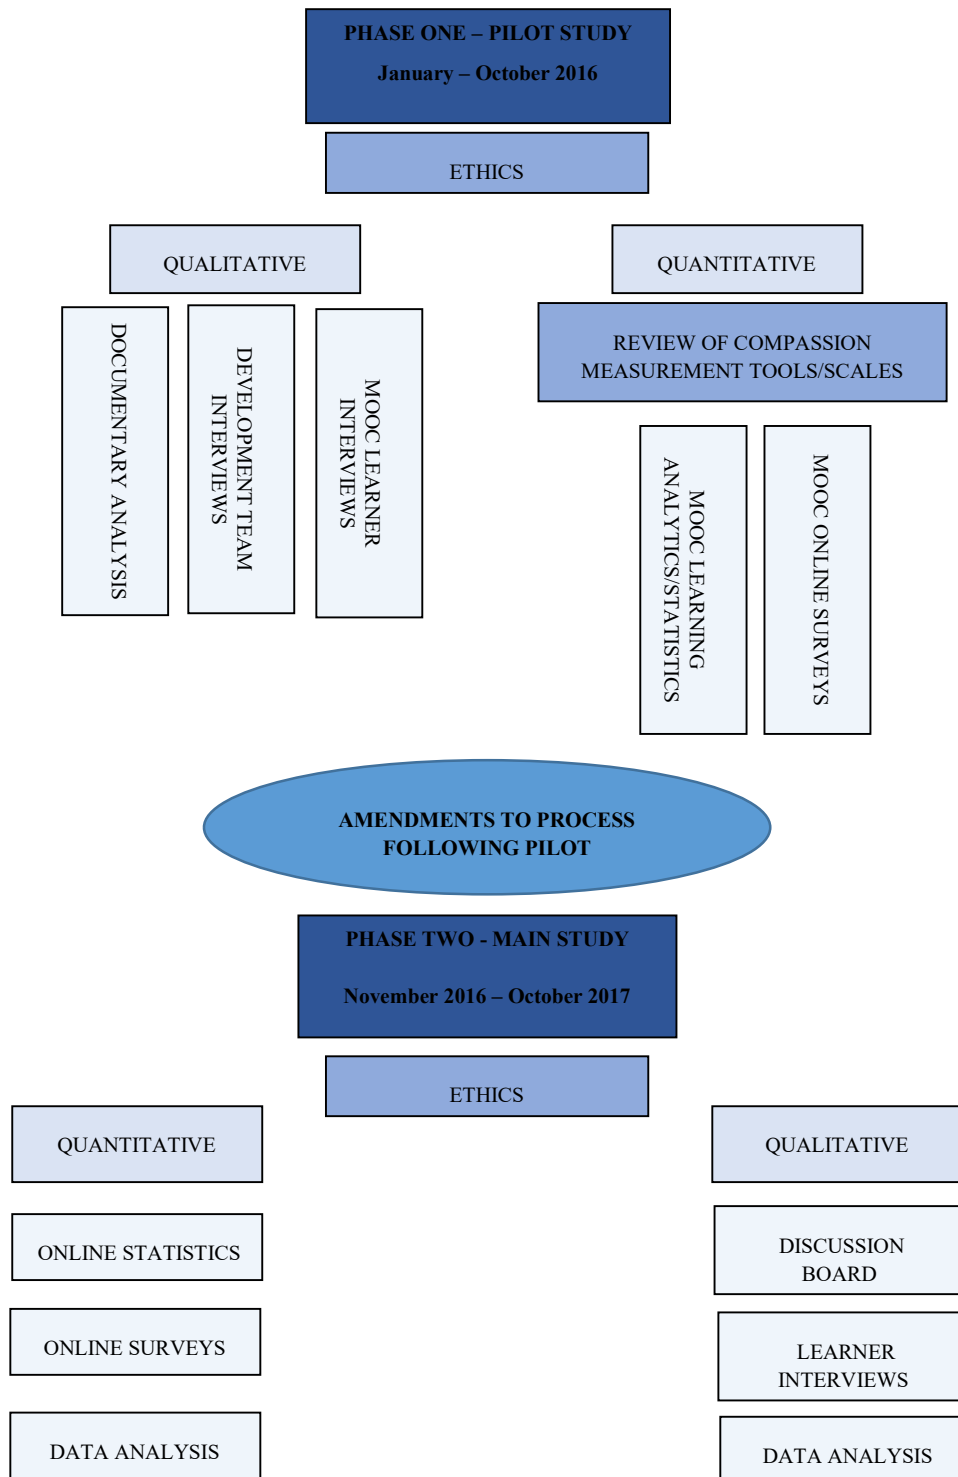 PHASE ONE – PILOT STUDY
January – October 2016
ETHICS
QUALITATIVE
QUANTITATIVE
DOCUMENTARY ANALYSIS
DEVELOPMENT TEAM
INTERVIEWS
MOOC LEARNER
INTERVIEWS
REVIEW OF COMPASSION
MEASUREMENT TOOLS/SCALES
MOOC LEARNING
ANALYTICS/STATISTICS
MOOC ONLINE SURVEYS
AMENDMENTS TO PROCESS
FOLLOWING PILOT
PHASE TWO - MAIN STUDY
November 2016 – October 2017
ETHICS
QUANTITATIVE
QUALITATIVE
ONLINE STATISTICS
DISCUSSION
BOARD
ONLINE SURVEYS
LEARNER
INTERVIEWS
DATA ANALYSIS
DATA ANALYSIS